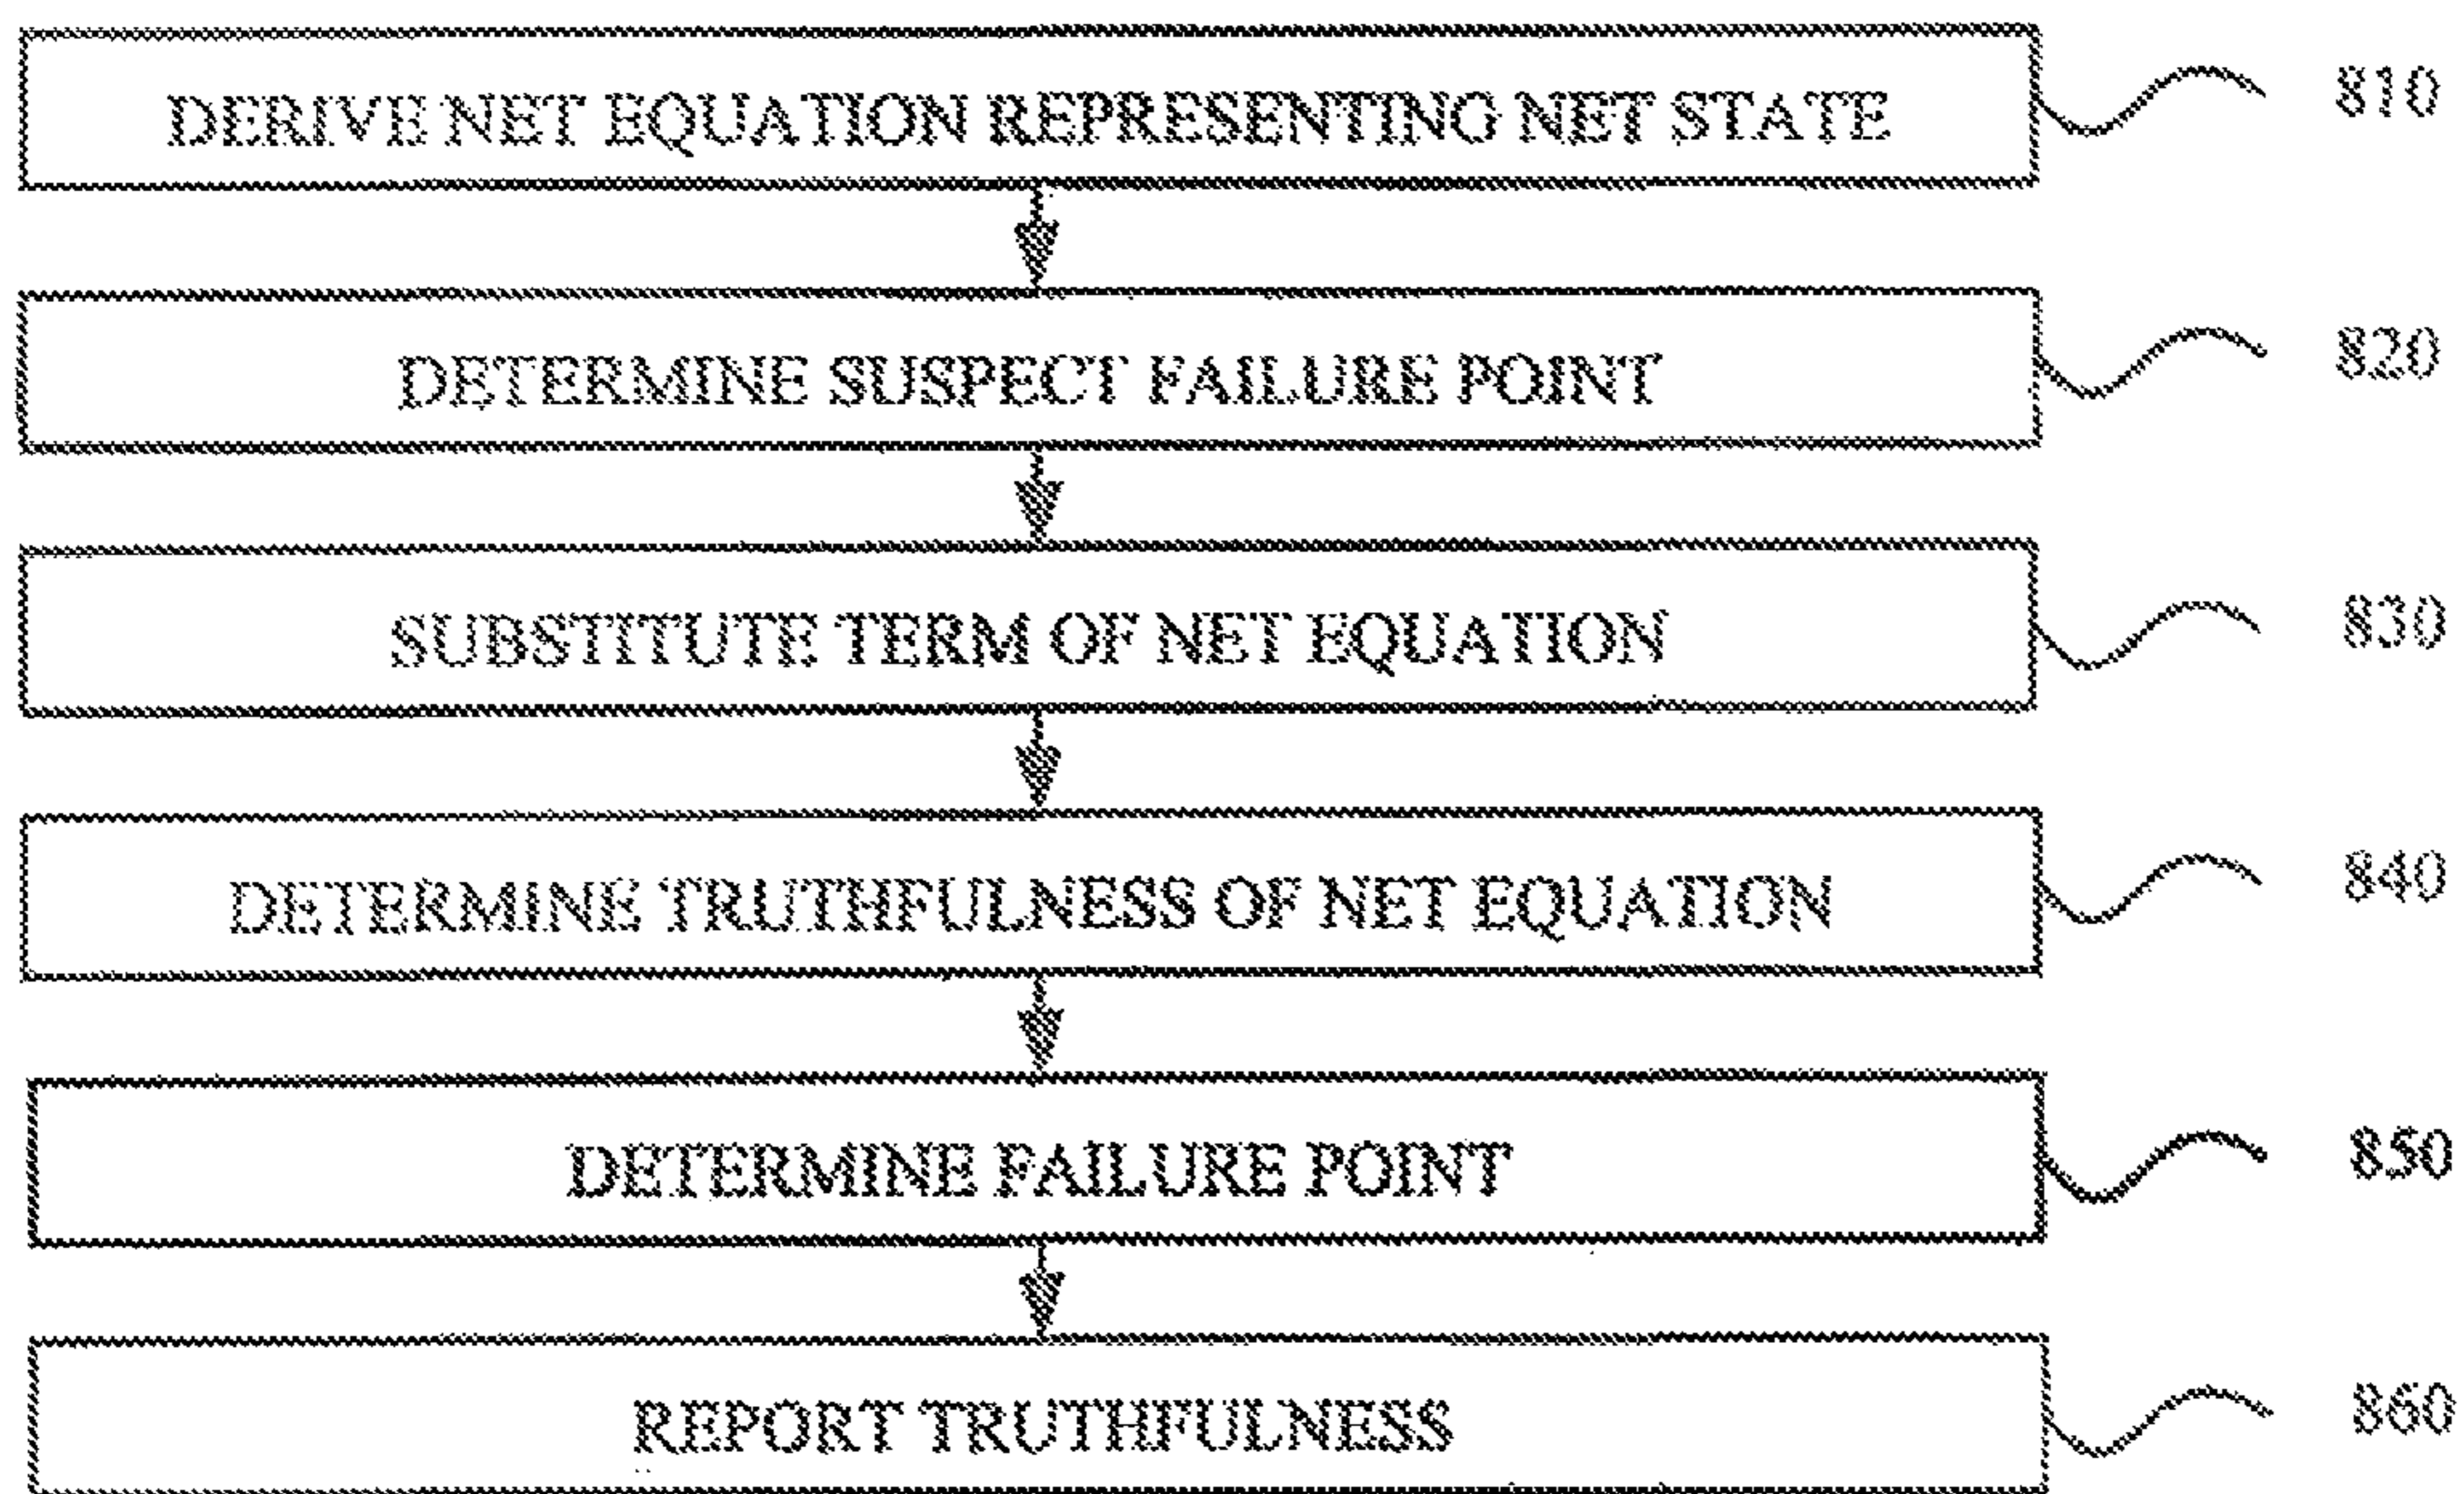 DERIVE NET EQUATION REPRESENTING NET STATE 810
DETERMINE SUSPECT FAILURE POINT 820
SUBSTITUTE TERM OF NET EQUATION 830
DETERMINE TRUTHFULNESS OF NET EQUATION 840
DETERMINE FAILURE POINT 850
REPORT TRUTHFULNESS 860